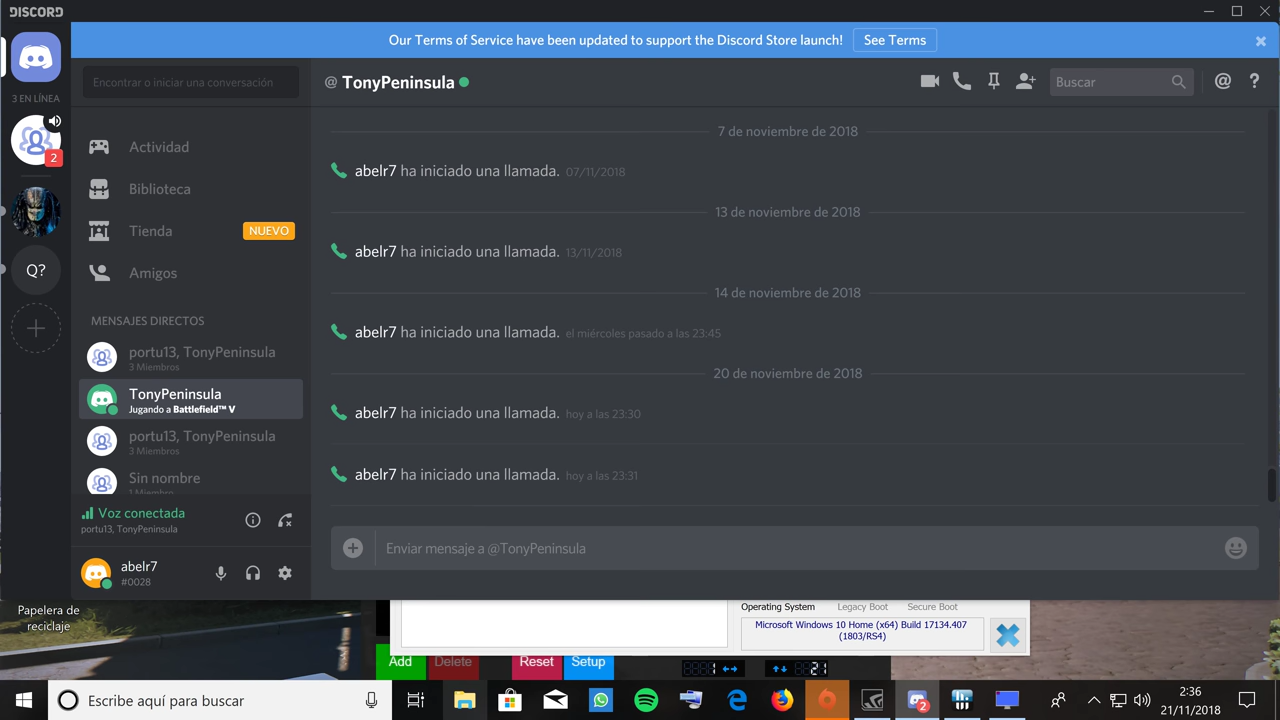 DISCORD
Our Terms of Service have been updated to support the Discord Store launch!
See Terms
3 EN LÍNEA
2
Q?
Encontrar o iniciar una conversación
Actividad
Biblioteca
Tienda
NUEVO
Amigos
MENSAJES DIRECTOS
portu13, TonyPeninsula
3 Miembros
TonyPeninsula
Jugando a Battlefield™ V
portu13, TonyPeninsula
3 Miembros
Sin nombre
1 Miembro
Voz conectada
portu13, TonyPeninsula
abelr7
#0028
@ TonyPeninsula
Buscar
@ ?
7 de noviembre de 2018
abelr7 ha iniciado una llamada. 07/11/2018
13 de noviembre de 2018
abelr7 ha iniciado una llamada. 13/11/2018
14 de noviembre de 2018
abelr7 ha iniciado una llamada. el miércoles pasado a las 23:45
20 de noviembre de 2018
abelr7 ha iniciado una llamada. hoy a las 23:30
abelr7 ha iniciado una llamada. hoy a las 23:31
Enviar mensaje a @TonyPeninsula
Papelera de
reciclaje
Operating System Legacy Boot Secure Boot
Microsoft Windows 10 Home (x64) Build 17134.407
(1803/RS4)
Add Delete Reset Setup
1 21
Escribe aquí para buscar
2
2:36
21/11/2018